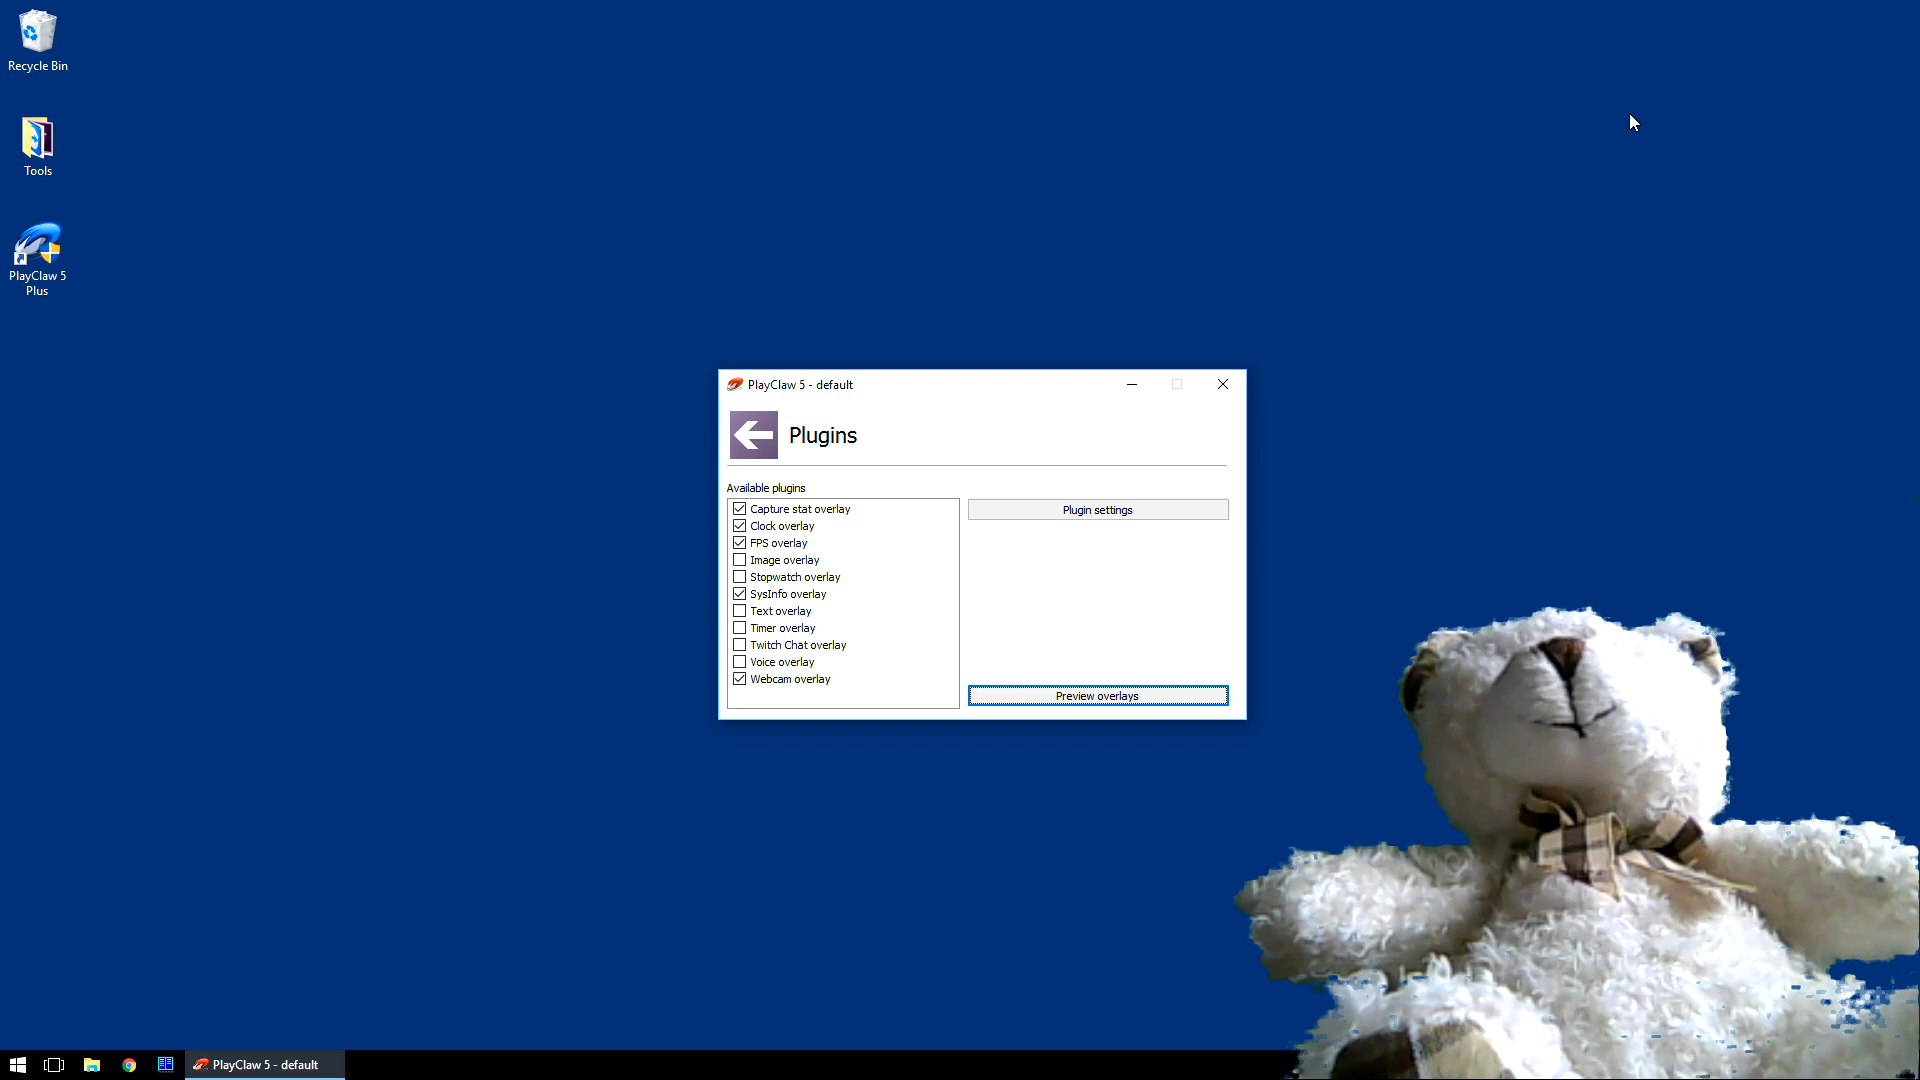 Recycle Bin
Tools
PlayClaw 5
Plus
PlayClaw 5 - default
Plugins
Available plugins
Capture stat overlay
Clock overlay
FPS overlay
Image overlay
Stopwatch overlay
SysInfo overlay
Text overlay
Timer overlay
Twitch Chat overlay
Voice overlay
Webcam overlay
Plugin settings
Preview overlays
PlayClaw 5 - default